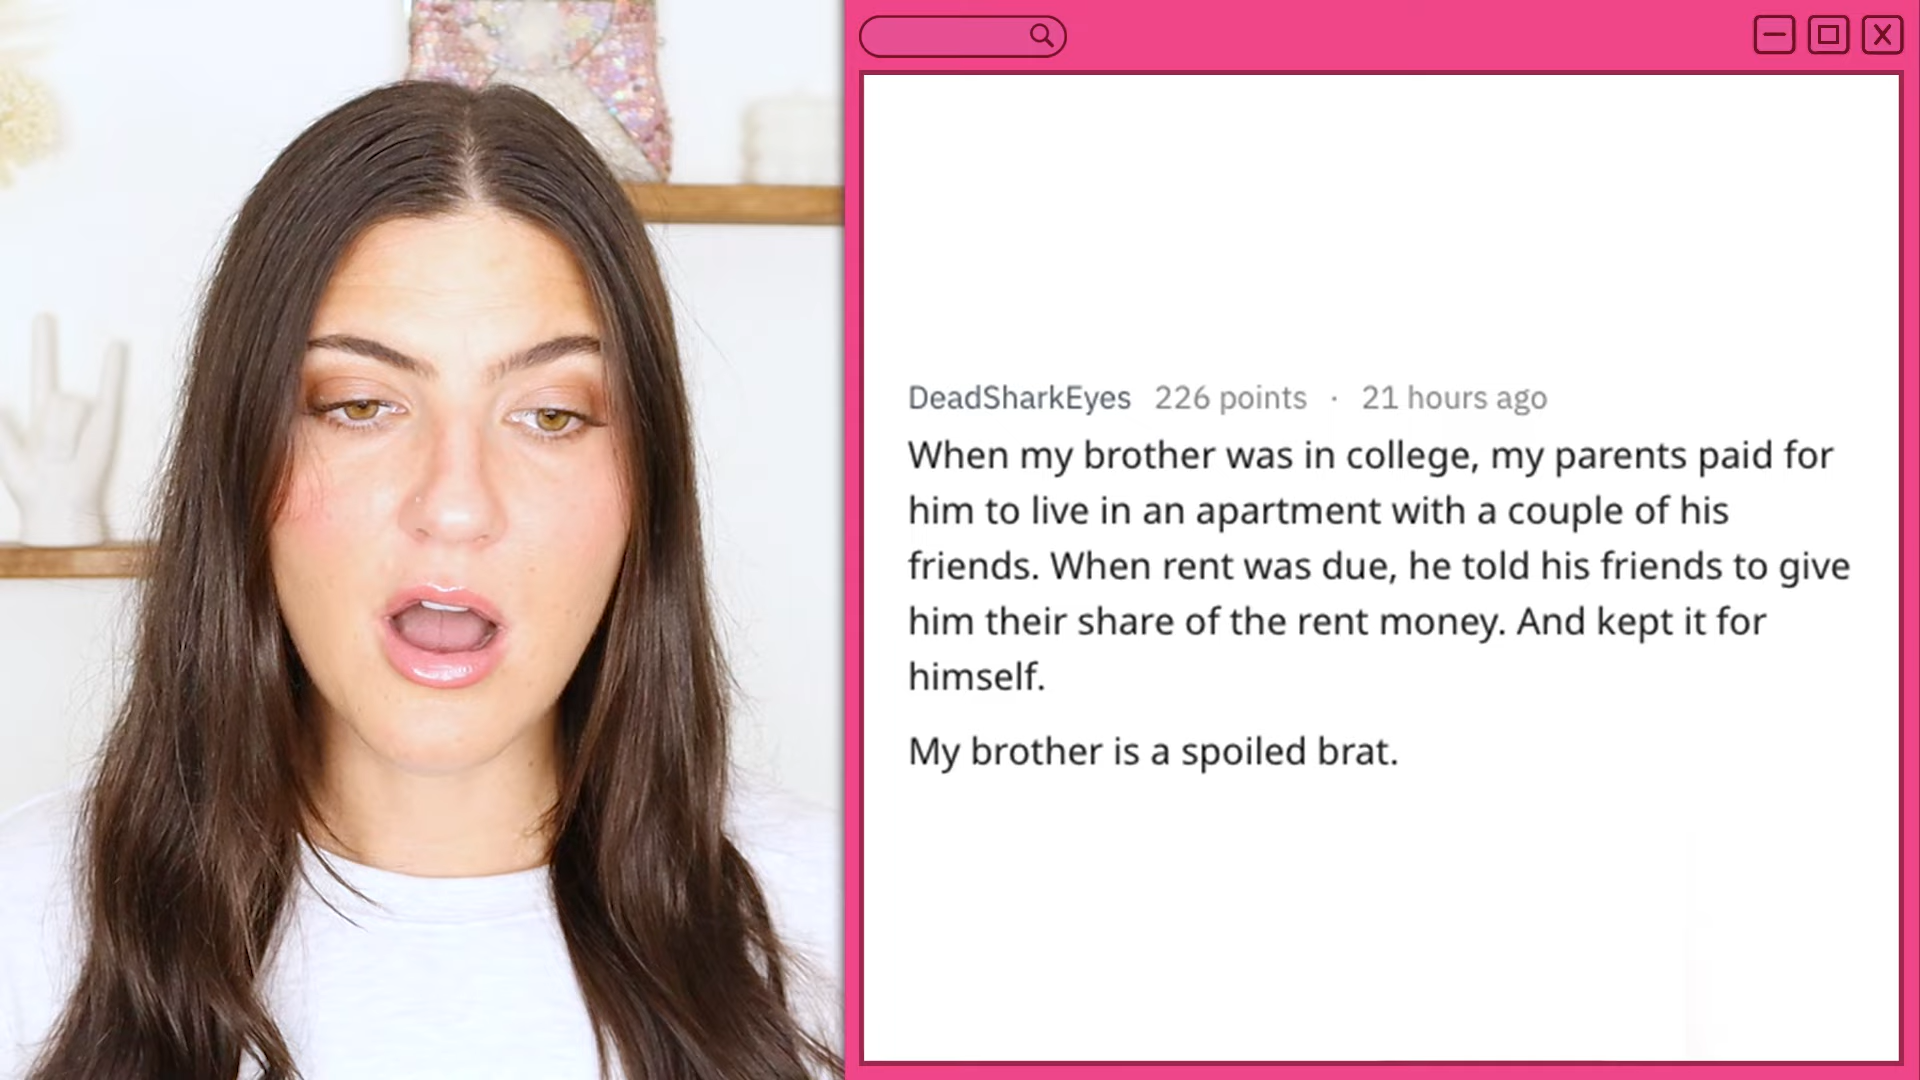 DeadSharkEyes 226 points · 21 hours ago
When my brother was in college, my parents paid for
him to live in an apartment with a couple of his
friends. When rent was due, he told his friends to give
him their share of the rent money. And kept it for
himself.
My brother is a spoiled brat.